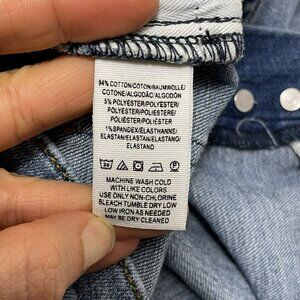 94% COTTON/COTON/BAUMWOLLE/
COTONE/ALGODÃO/ALGODÓN
5% POLYESTER/POLYESTER/
POLYESTER/POLIESTERE/
POLIÉSTER/POLIÉSTER
1% SPANDEX/ÉLASTHANNE/
ELASTAN/ELASTAN/ELASTANO/
ELASTANO
MACHINE WASH COLD
WITH LIKE COLORS
USE ONLY NON-CHLORINE
BLEACH TUMBLE DRY LOW
LOW IRON AS NEEDED
MAY BE DRY CLEANED